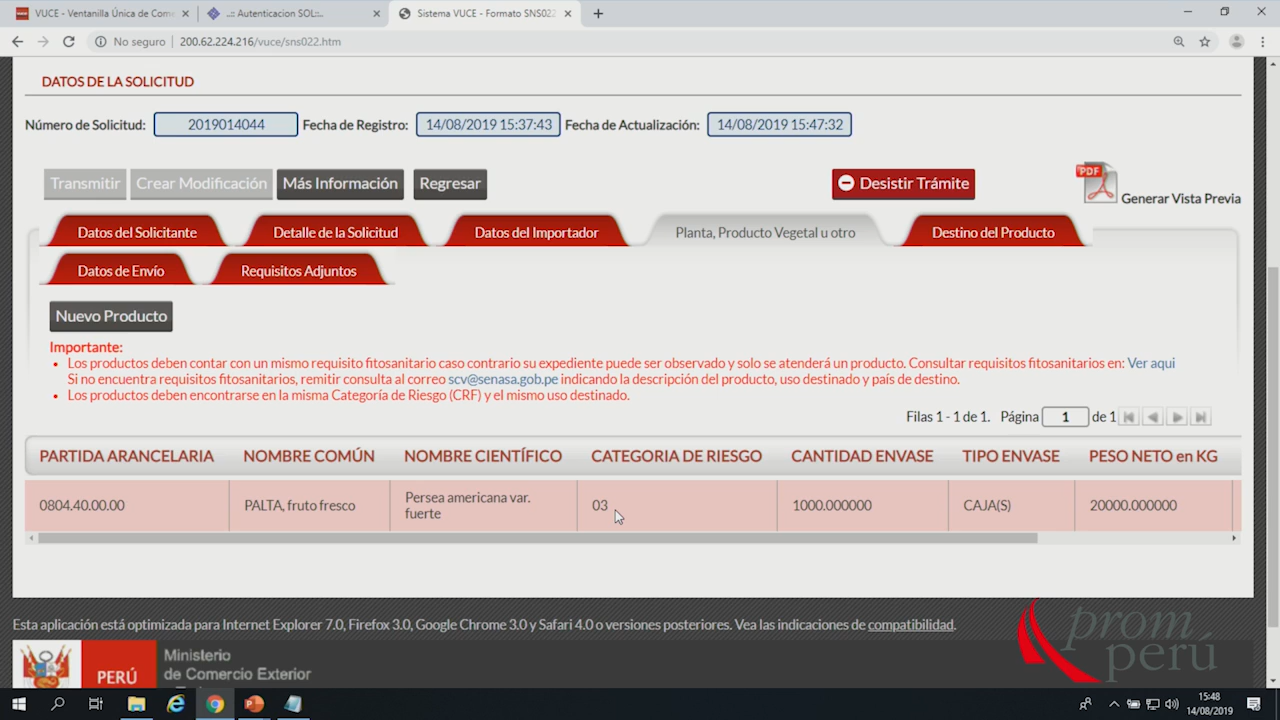 VUCE - Ventanilla Única de Come
..:: Autenticacion SOL::..
Sistema VUCE - Formato SNS022
No seguro
200.62.224.216/vuce/sns022.htm
DATOS DE LA SOLICITUD
Número de Solicitud: 2019014044 Fecha de Registro: 14/08/2019 15:37:43 Fecha de Actualización: 14/08/2019 15:47:32
Transmitir Crear Modificación Más Información Regresar Desistir Trámite PDF Generar Vista Previa
Datos del Solicitante Detalle de la Solicitud Datos del Importador Planta, Producto Vegetal u otro Destino del Producto
Datos de Envío Requisitos Adjuntos
Nuevo Producto
Importante:
Los productos deben contar con un mismo requisito fitosanitario caso contrario su expediente puede ser observado y solo se atenderá un producto. Consultar requisitos fitosanitarios en: Ver aqui
Si no encuentra requisitos fitosanitarios, remitir consulta al correo scv@senasa.gob.pe indicando la descripción del producto, uso destinado y país de destino.
Los productos deben encontrarse en la misma Categoría de Riesgo (CRF) y el mismo uso destinado.
Filas 1 - 1 de 1. Página 1 de 1
PARTIDA ARANCELARIA NOMBRE COMÚN NOMBRE CIENTÍFICO CATEGORIA DE RIESGO CANTIDAD ENVASE TIPO ENVASE PESO NETO en KG
0804.40.00.00 PALTA, fruto fresco Persea americana var. fuerte 03 1000.000000 CAJA(S) 20000.000000
Esta aplicación está optimizada para Internet Explorer 7.0, Firefox 3.0, Google Chrome 3.0 y Safari 4.0 o versiones posteriores. Vea las indicaciones de compatibilidad.
PERÚ
Ministerio
de Comercio Exterior
prom
perú
15:48
14/08/2019